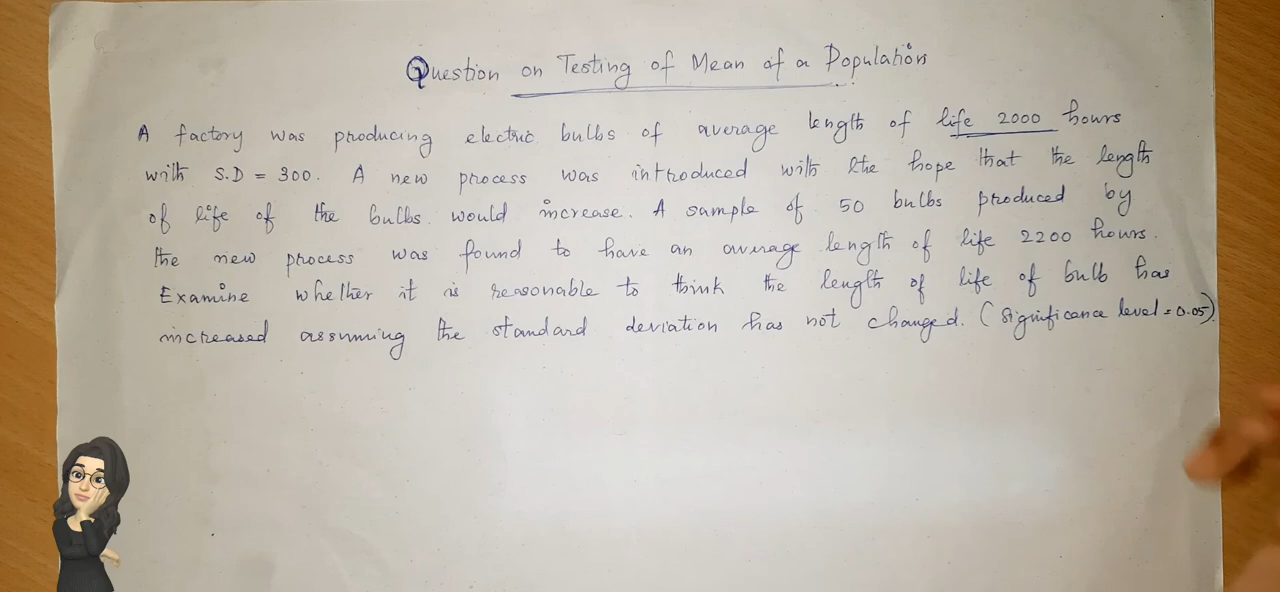 Question on Testing of Mean of a Population
A factory was producing electric bulbs of average length of life 2000 hours
with S.D = 300. A new process was introduced with the hope that the length
of life of the bulbs would increase. A sample of 50 bulbs produced by
the new process was found to have an average length of life 2200 hours.
Examine whether it is reasonable to think the length of life of bulb has
increased assuming the standard deviation has not changed. (Significance level = 0.05)